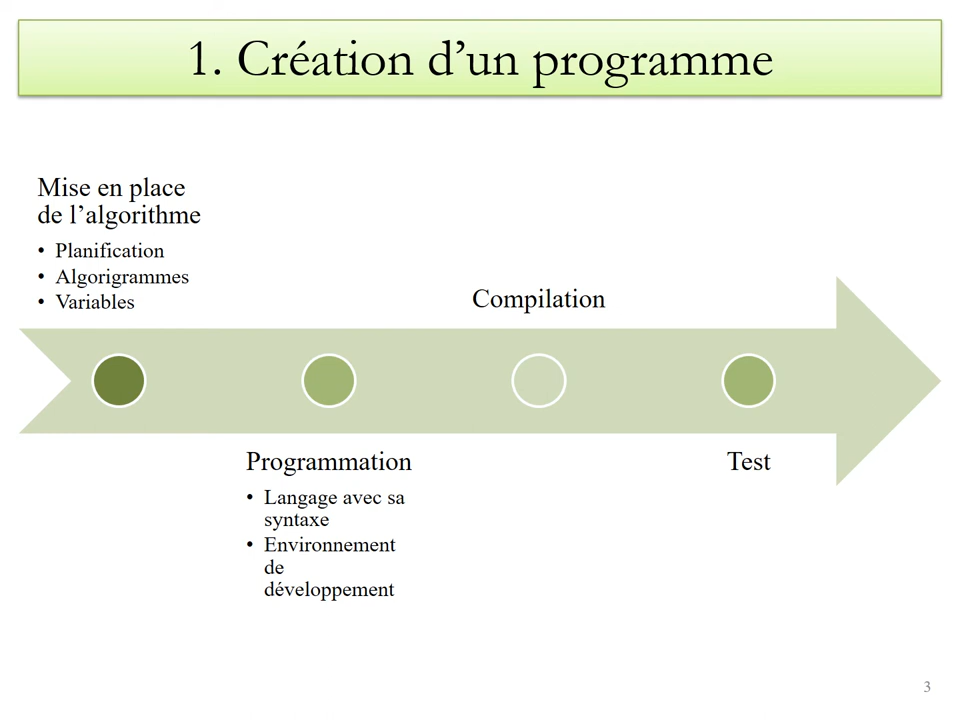 1. Création d’un programme
Mise en place
de l’algorithme
• Planification
• Algorigrammes
• Variables
Compilation
Programmation
• Langage avec sa
syntaxe
• Environnement
de
développement
Test
3